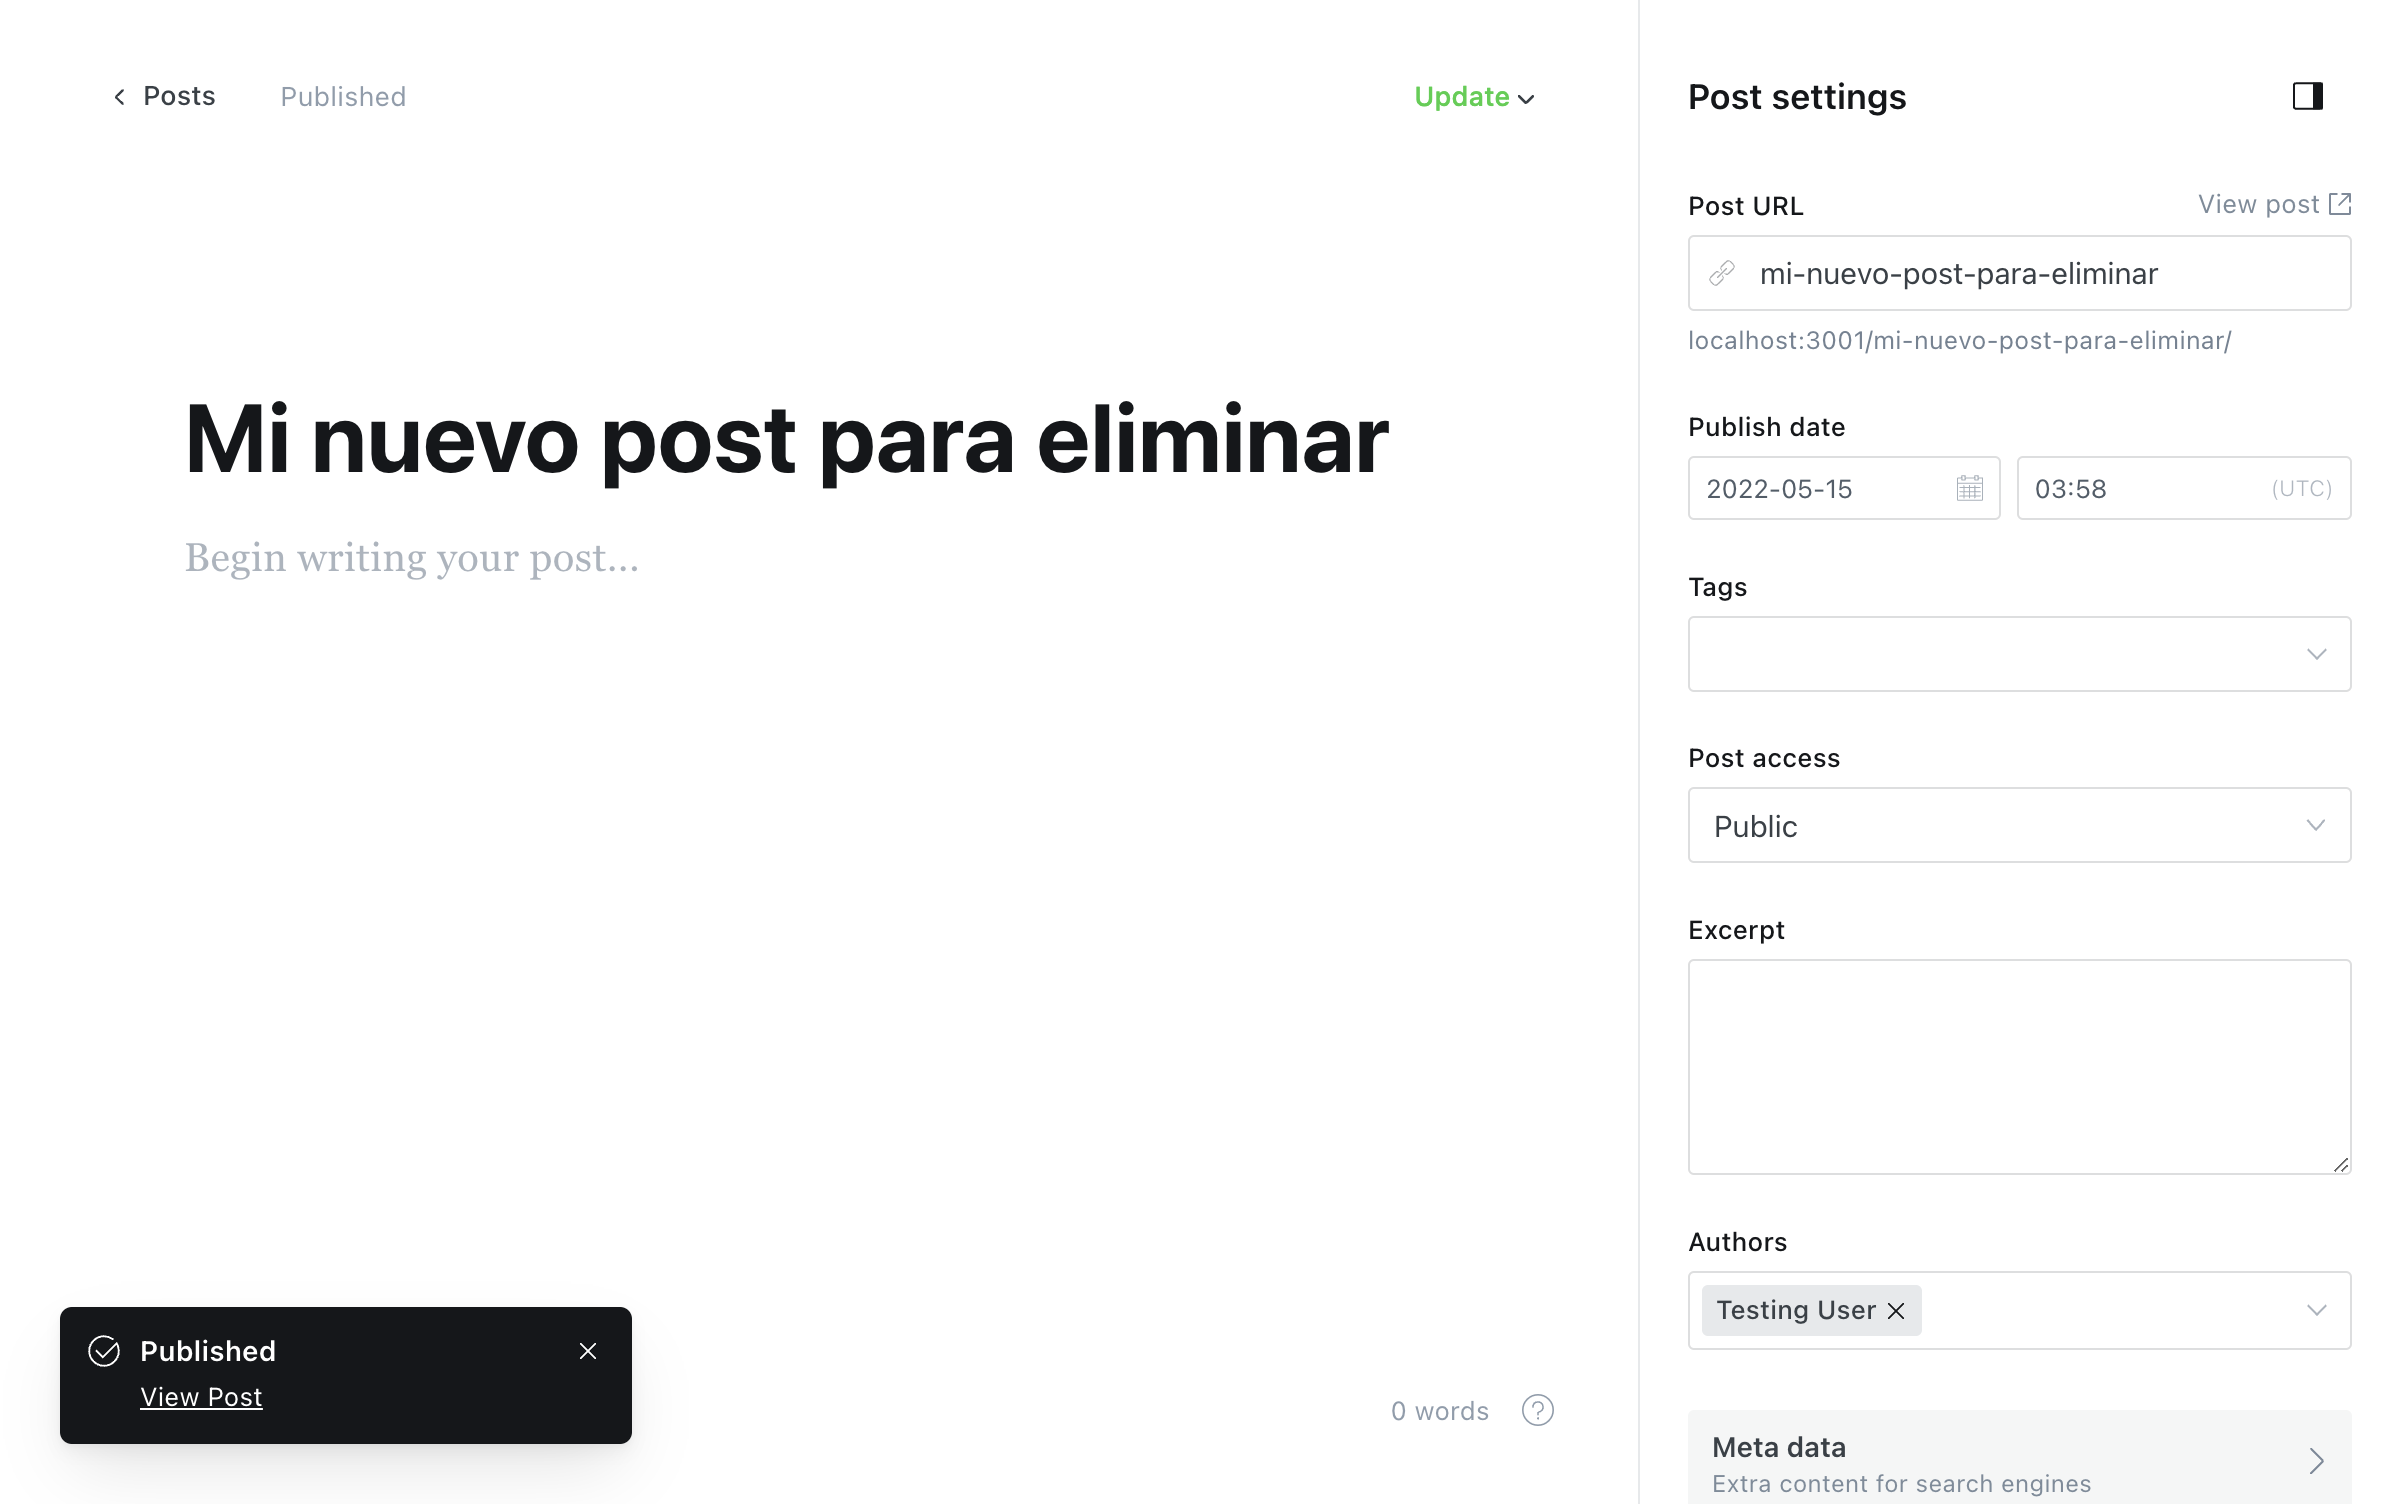 Posts
Published
Update
Mi nuevo post para eliminar
Begin writing your post...
Published
View Post
0 words
?
Post settings
Post URL
View post
mi-nuevo-post-para-eliminar
localhost:3001/mi-nuevo-post-para-eliminar/
Publish date
2022-05-15
03:58 (UTC)
Tags
Post access
Public
Excerpt
Authors
Testing User
Meta data
Extra content for search engines